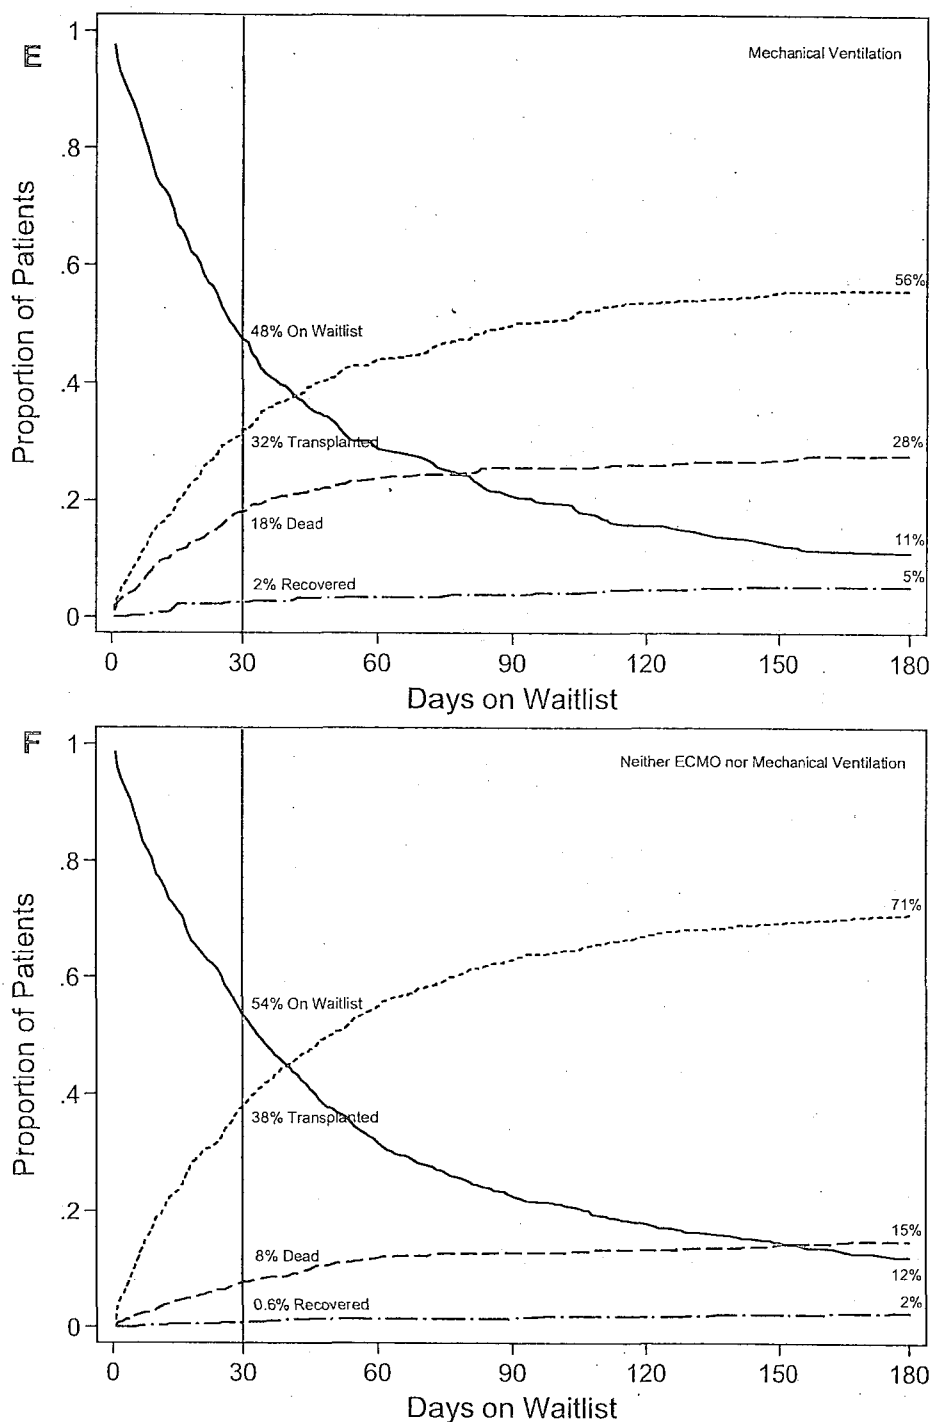 E
Mechanical Ventilation
Proportion of Patients
1
.8
.6
.4
.2
0
56%
48% On Waitlist
32% Transplanted
28%
18% Dead
11%
2% Recovered
5%
0 30 60 90 120 150 180
Days on Waitlist
F
Neither ECMO nor Mechanical Ventilation
Proportion of Patients
1
.8
.6
.4
.2
0
71%
54% On Waitlist
38% Transplanted
15%
8% Dead
12%
0.6% Recovered
2%
0 30 60 90 120 150 180
Days on Waitlist